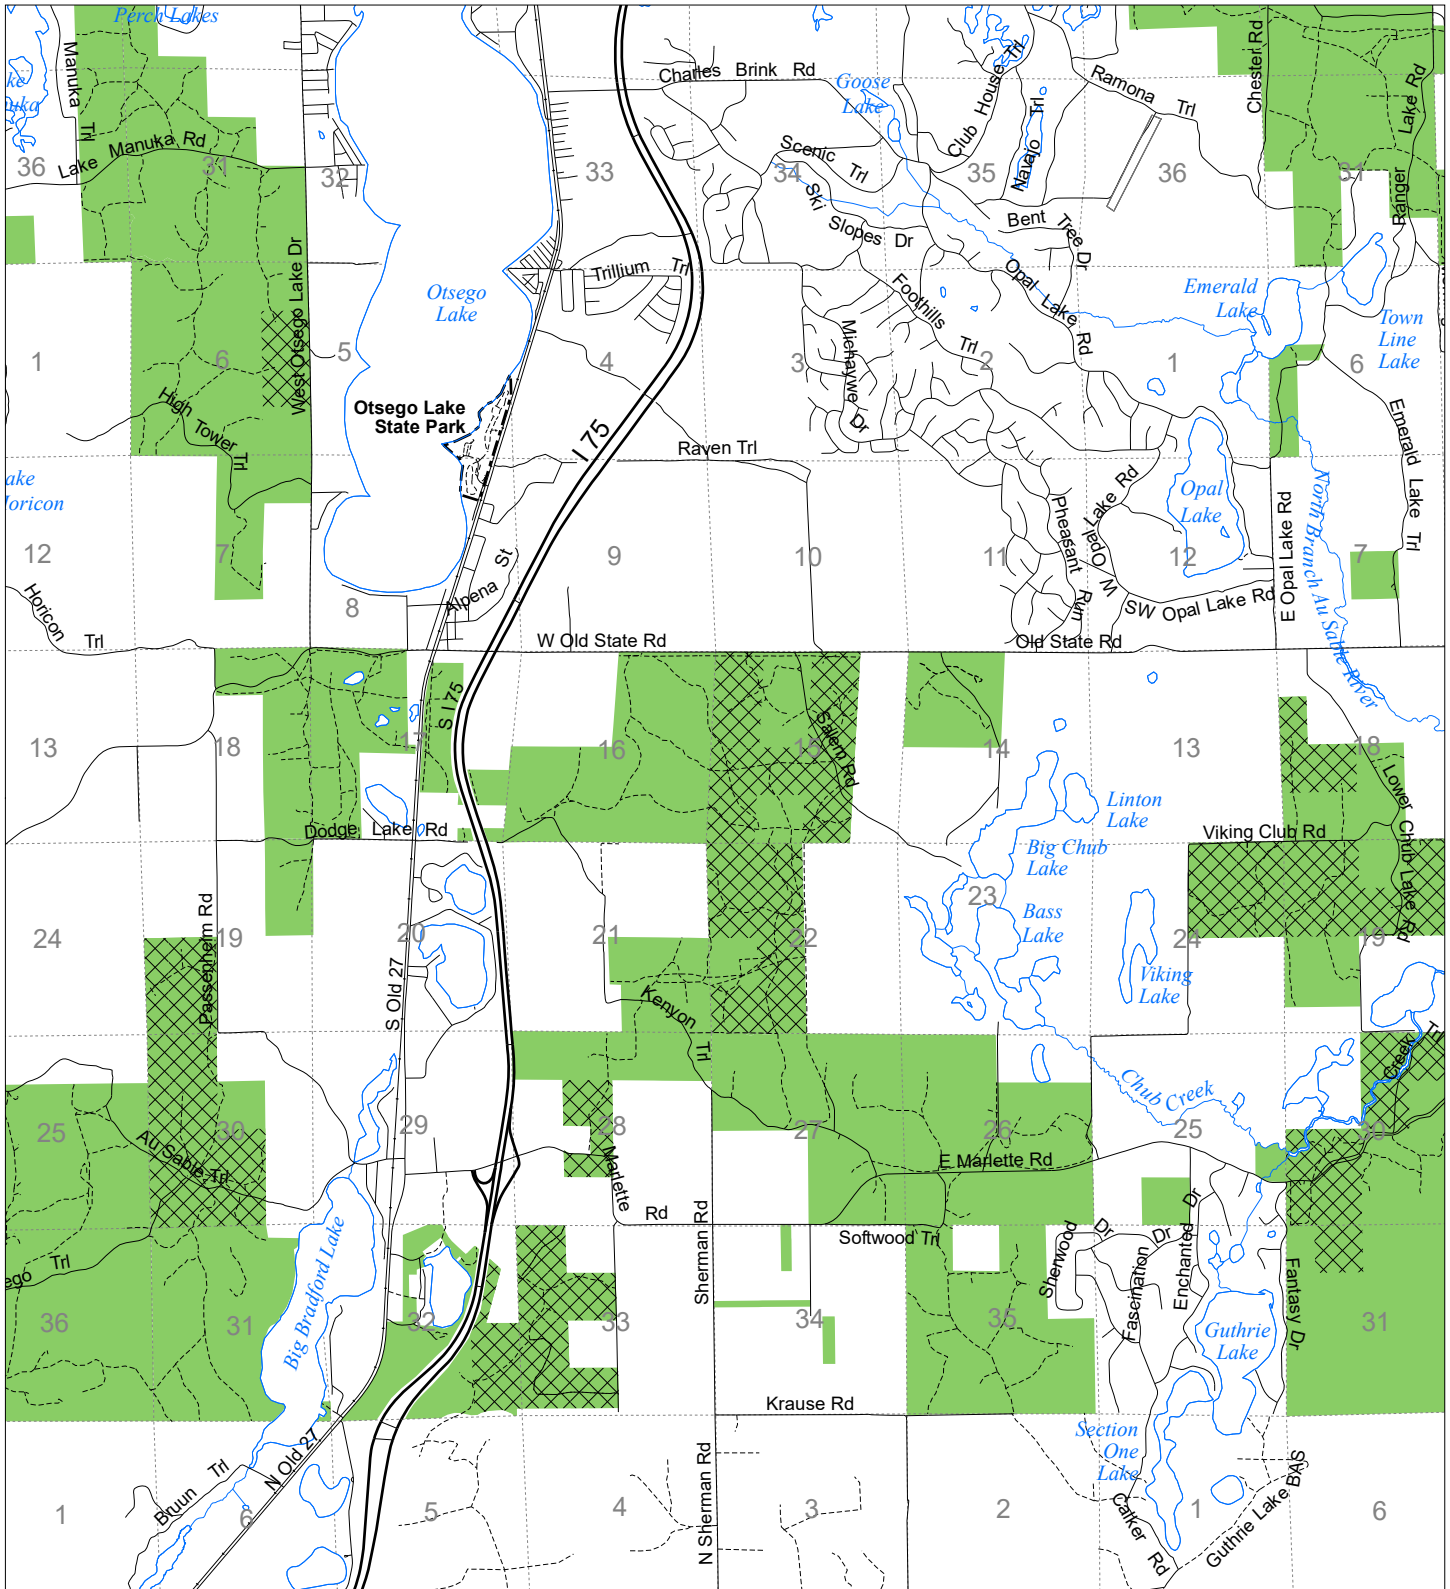 Perch Lakes
Manuka
Trl
ke
uka
36
Lake Manuka Rd
31
32
33
Charles Brink Rd
Goose
Lake
Scenic
Trl
34
Ski
Slopes Dr
Club House Trl
35
Navajo Trl
Ramona Trl
36
Chester Rd
31
Ranger Lake Rd
Bent Tree Dr
Opal Lake Rd
Foothills Trl
Trillium Trl
Otsego
Lake
West Otsego Lake Dr
Emerald
Lake
Town
Line
Lake
1
6
5
4
3
2
1
6
Michaywe Dr
High Tower Trl
Otsego Lake
State Park
I 75
Raven Trl
Emerald Lake Trl
ake
Horicon
12
7
8
9
10
11
12
7
Opal
Lake
W Opal Lake Rd
Pheasant Run
SW Opal Lake Rd
E Opal Lake Rd
North Branch Au Sable River
Alpena St
Horicon Trl
W Old State Rd
Old State Rd
13
18
17
16
15
14
13
18
S I 75
Salem Rd
Linton
Lake
Big Chub
Lake
Bass
Lake
Viking
Lake
Viking Club Rd
Lower Chub Lake Rd
Dodge Lake Rd
24
19
20
21
22
23
24
19
Passenheim Rd
S Old 27
Kenyon Trl
Chub Creek
Creek Trl
25
30
29
28
27
26
25
30
Au Sable Trl
Marlette Rd
E Marlette Rd
Sherman Rd
Softwood Trl
Sherwood Dr
Fascination Dr
Enchanted Dr
Fantasy Dr
ego Trl
36
31
32
33
34
35
31
Big Bradford Lake
Guthrie
Lake
Krause Rd
Section
One
Lake
N Old 27
Bruun Trl
N Sherman Rd
Calker Rd
Guthrie Lake BAS
1
6
5
4
3
2
1
6